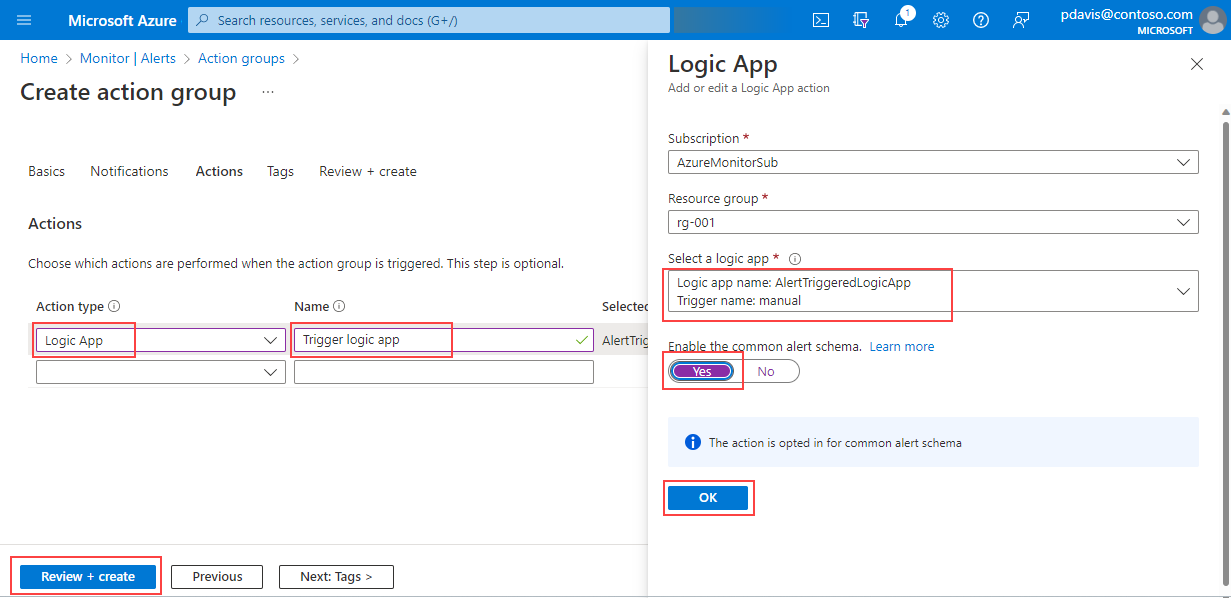 Microsoft Azure
Search resources, services, and docs (G+/)
1
pdavis@contoso.com
MICROSOFT
Home > Monitor | Alerts > Action groups >
Create action group ...
Basics Notifications Actions Tags Review + create
Actions
Choose which actions are performed when the action group is triggered. This step is optional.
Action type Name Selected
Logic App Trigger logic app AlertTrig
Review + create Previous Next: Tags >
Logic App
Add or edit a Logic App action
Subscription *
AzureMonitorSub
Resource group *
rg-001
Select a logic app *
Logic app name: AlertTriggeredLogicApp
Trigger name: manual
Enable the common alert schema. Learn more
Yes No
The action is opted in for common alert schema
OK